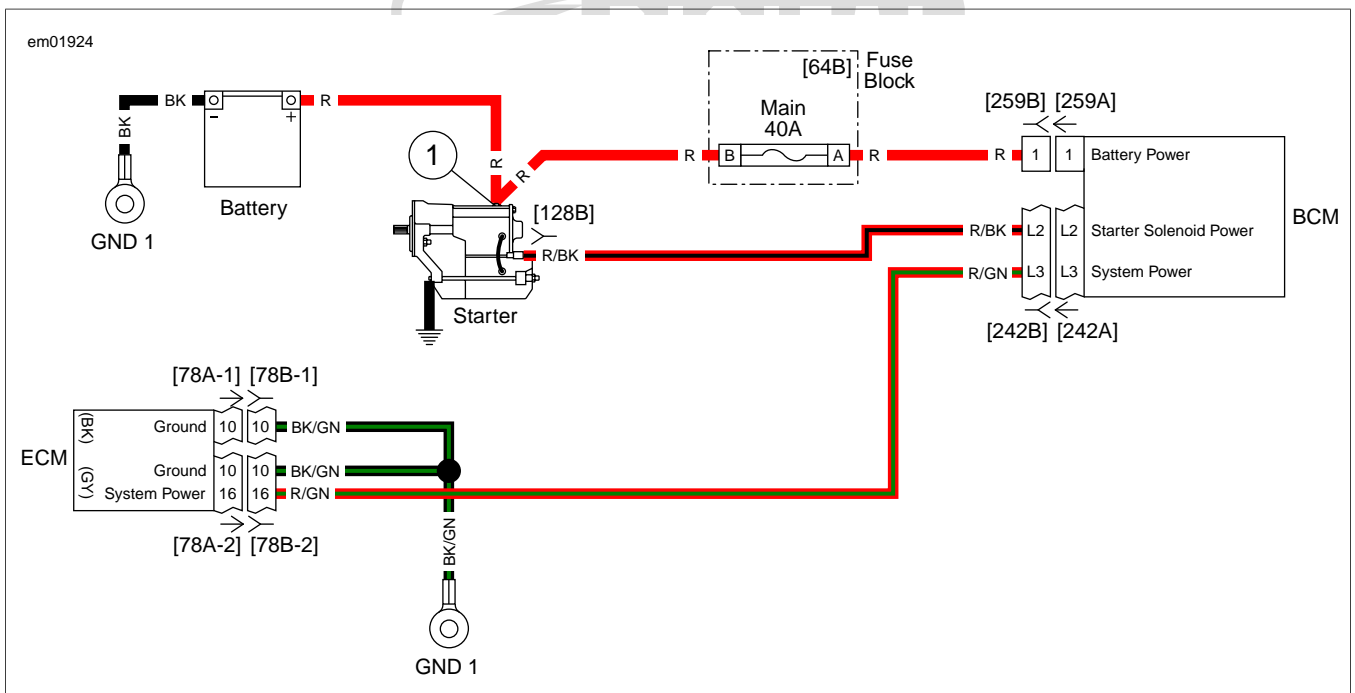 em01924
BK
BK
-
+
R
Battery
GND 1
R
1
R
[128B]
R/BK
Starter
[64B]
Fuse
Block
Main
40A
R
B
A
R
R
[259B] [259A]
1
1
Battery Power
BCM
R/BK
L2
L2
Starter Solenoid Power
R/GN
L3
L3
System Power
[242B] [242A]
[78A-1] [78B-1]
ECM
(BK)
(GY)
Ground
10
10
BK/GN
Ground
10
10
BK/GN
System Power
16
16
R/GN
[78A-2] [78B-2]
BK/GN
GND 1